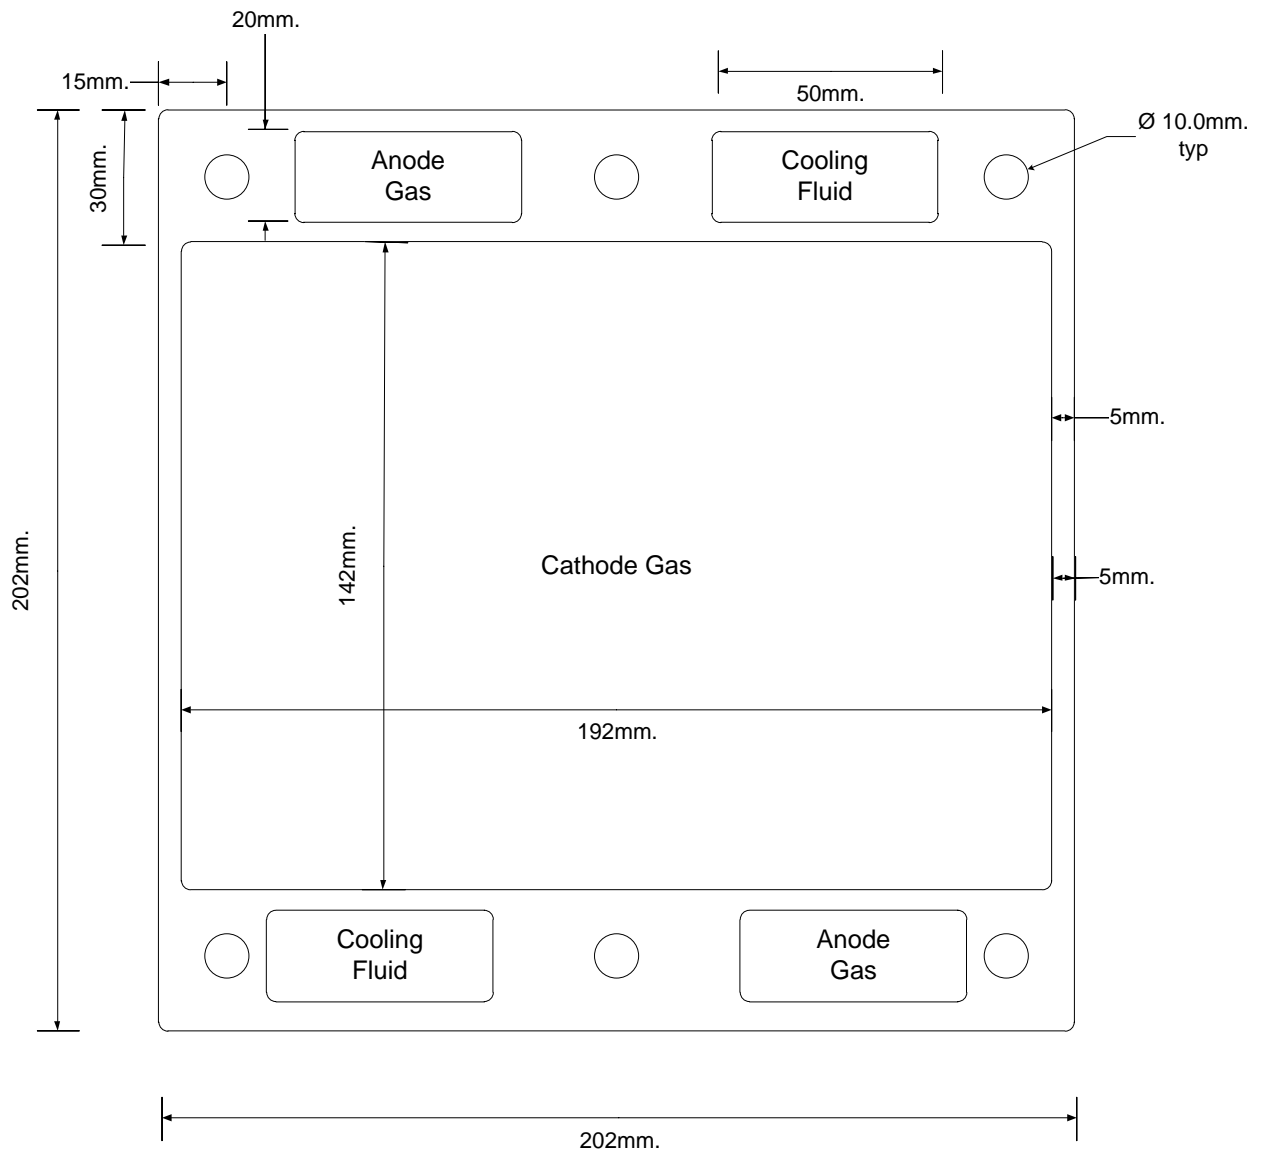 20mm.
15mm.
50mm.
Ø 10.0mm.
typ
30mm.
Anode
Gas
Cooling
Fluid
5mm.
202mm.
142mm.
Cathode Gas
5mm.
192mm.
Cooling
Fluid
Anode
Gas
202mm.